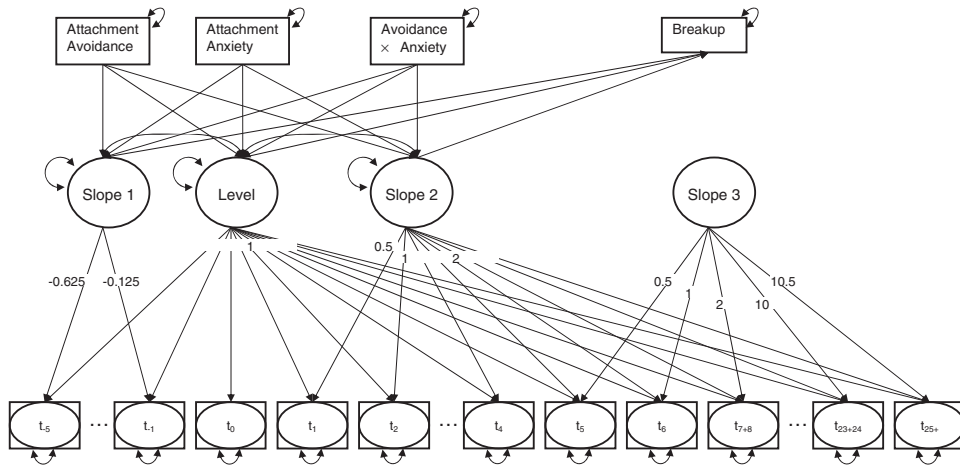 Attachment
Avoidance
Attachment
Anxiety
Avoidance
× Anxiety
Breakup
Slope 1
Level
Slope 2
Slope 3
1
0.5
1
2
-0.625
-0.125
0.5
1
2
10
10.5
t-5
...
t-1
t0
t1
t2
...
t4
t5
t6
t7+8
...
t23+24
t25+